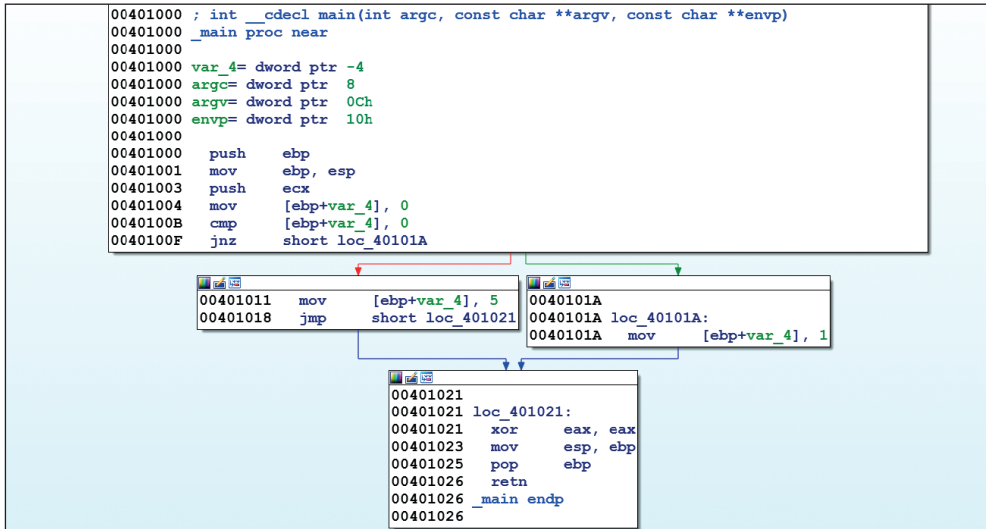 00401000 ; int __cdecl main(int argc, const char **argv, const char **envp)
00401000 _main proc near
00401000
00401000 var_4= dword ptr -4
00401000 argc= dword ptr  8
00401000 argv= dword ptr  0Ch
00401000 envp= dword ptr  10h
00401000
00401000 push ebp
00401001 mov ebp, esp
00401003 push ecx
00401004 mov [ebp+var_4], 0
0040100B cmp [ebp+var_4], 0
0040100F jnz short loc_40101A
00401011 mov [ebp+var_4], 5
00401018 jmp short loc_401021
0040101A
0040101A loc_40101A:
0040101A mov [ebp+var_4], 1
00401021
00401021 loc_401021:
00401021 xor eax, eax
00401023 mov esp, ebp
00401025 pop ebp
00401026 retn
00401026 _main endp
00401026